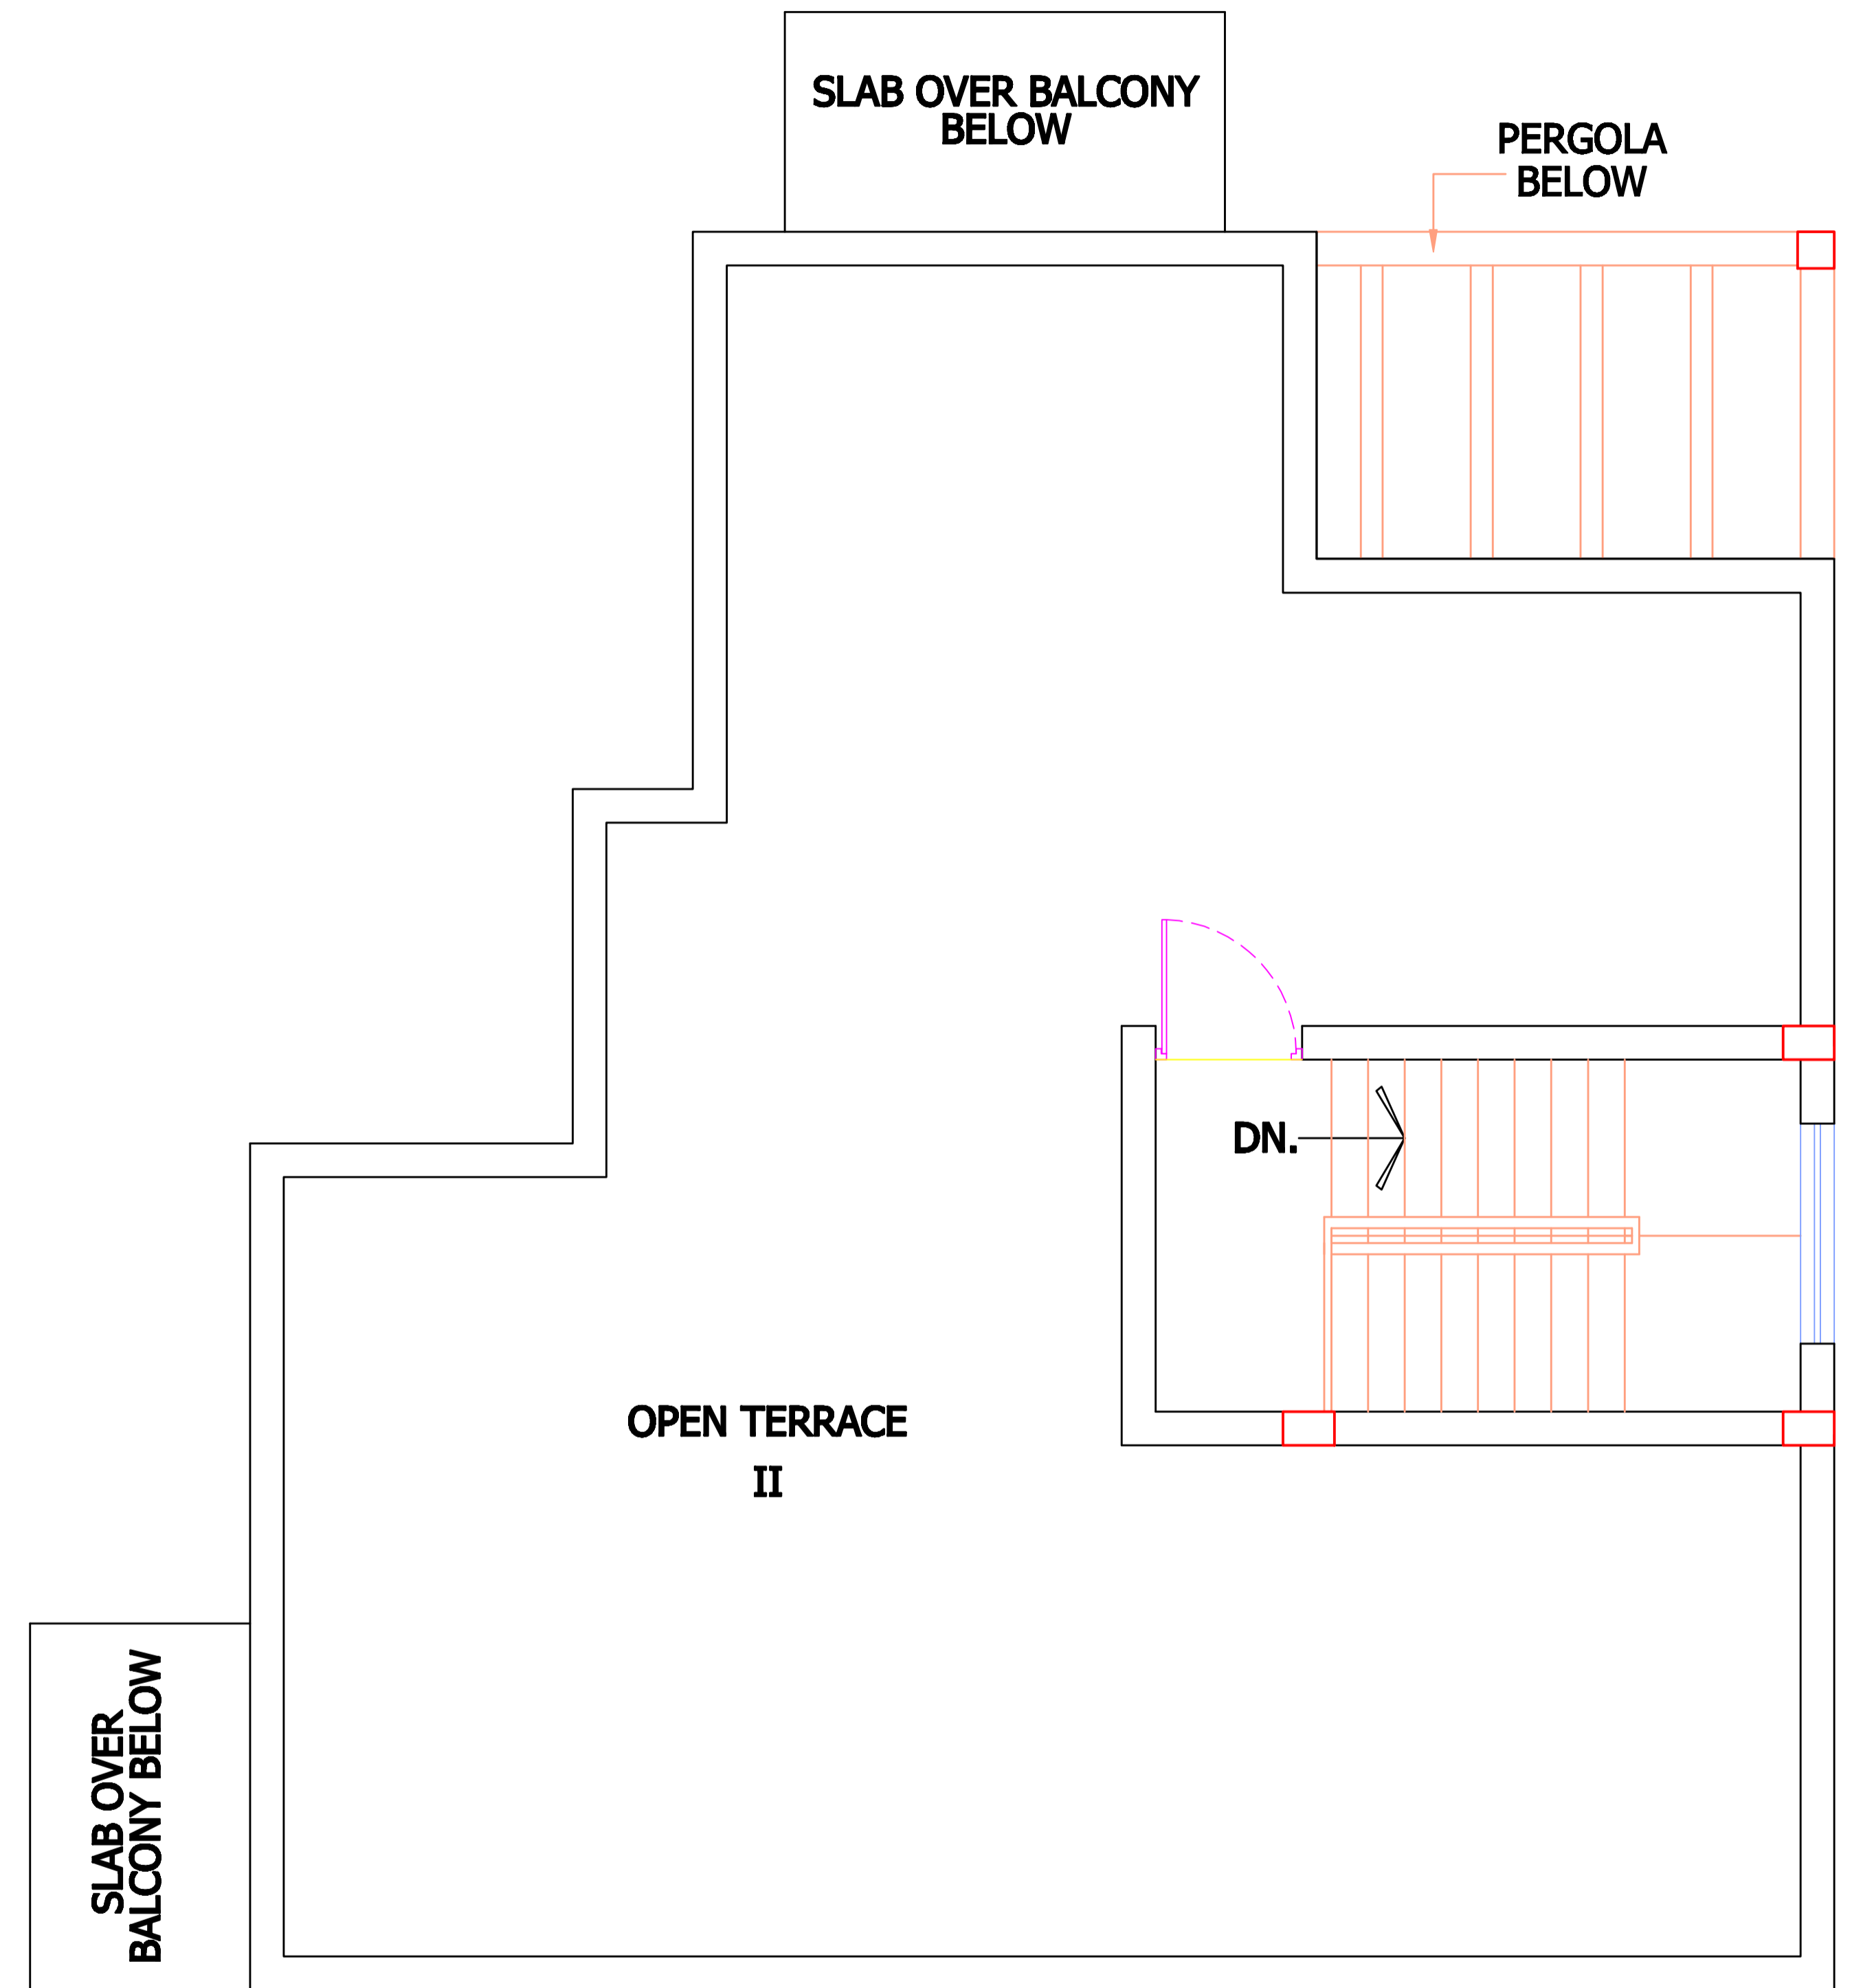 SLAB OVER BALCONY
BELOW
PERGOLA
BELOW
DN.
OPEN TERRACE
II
SLAB OVER
BALCONY BELOW